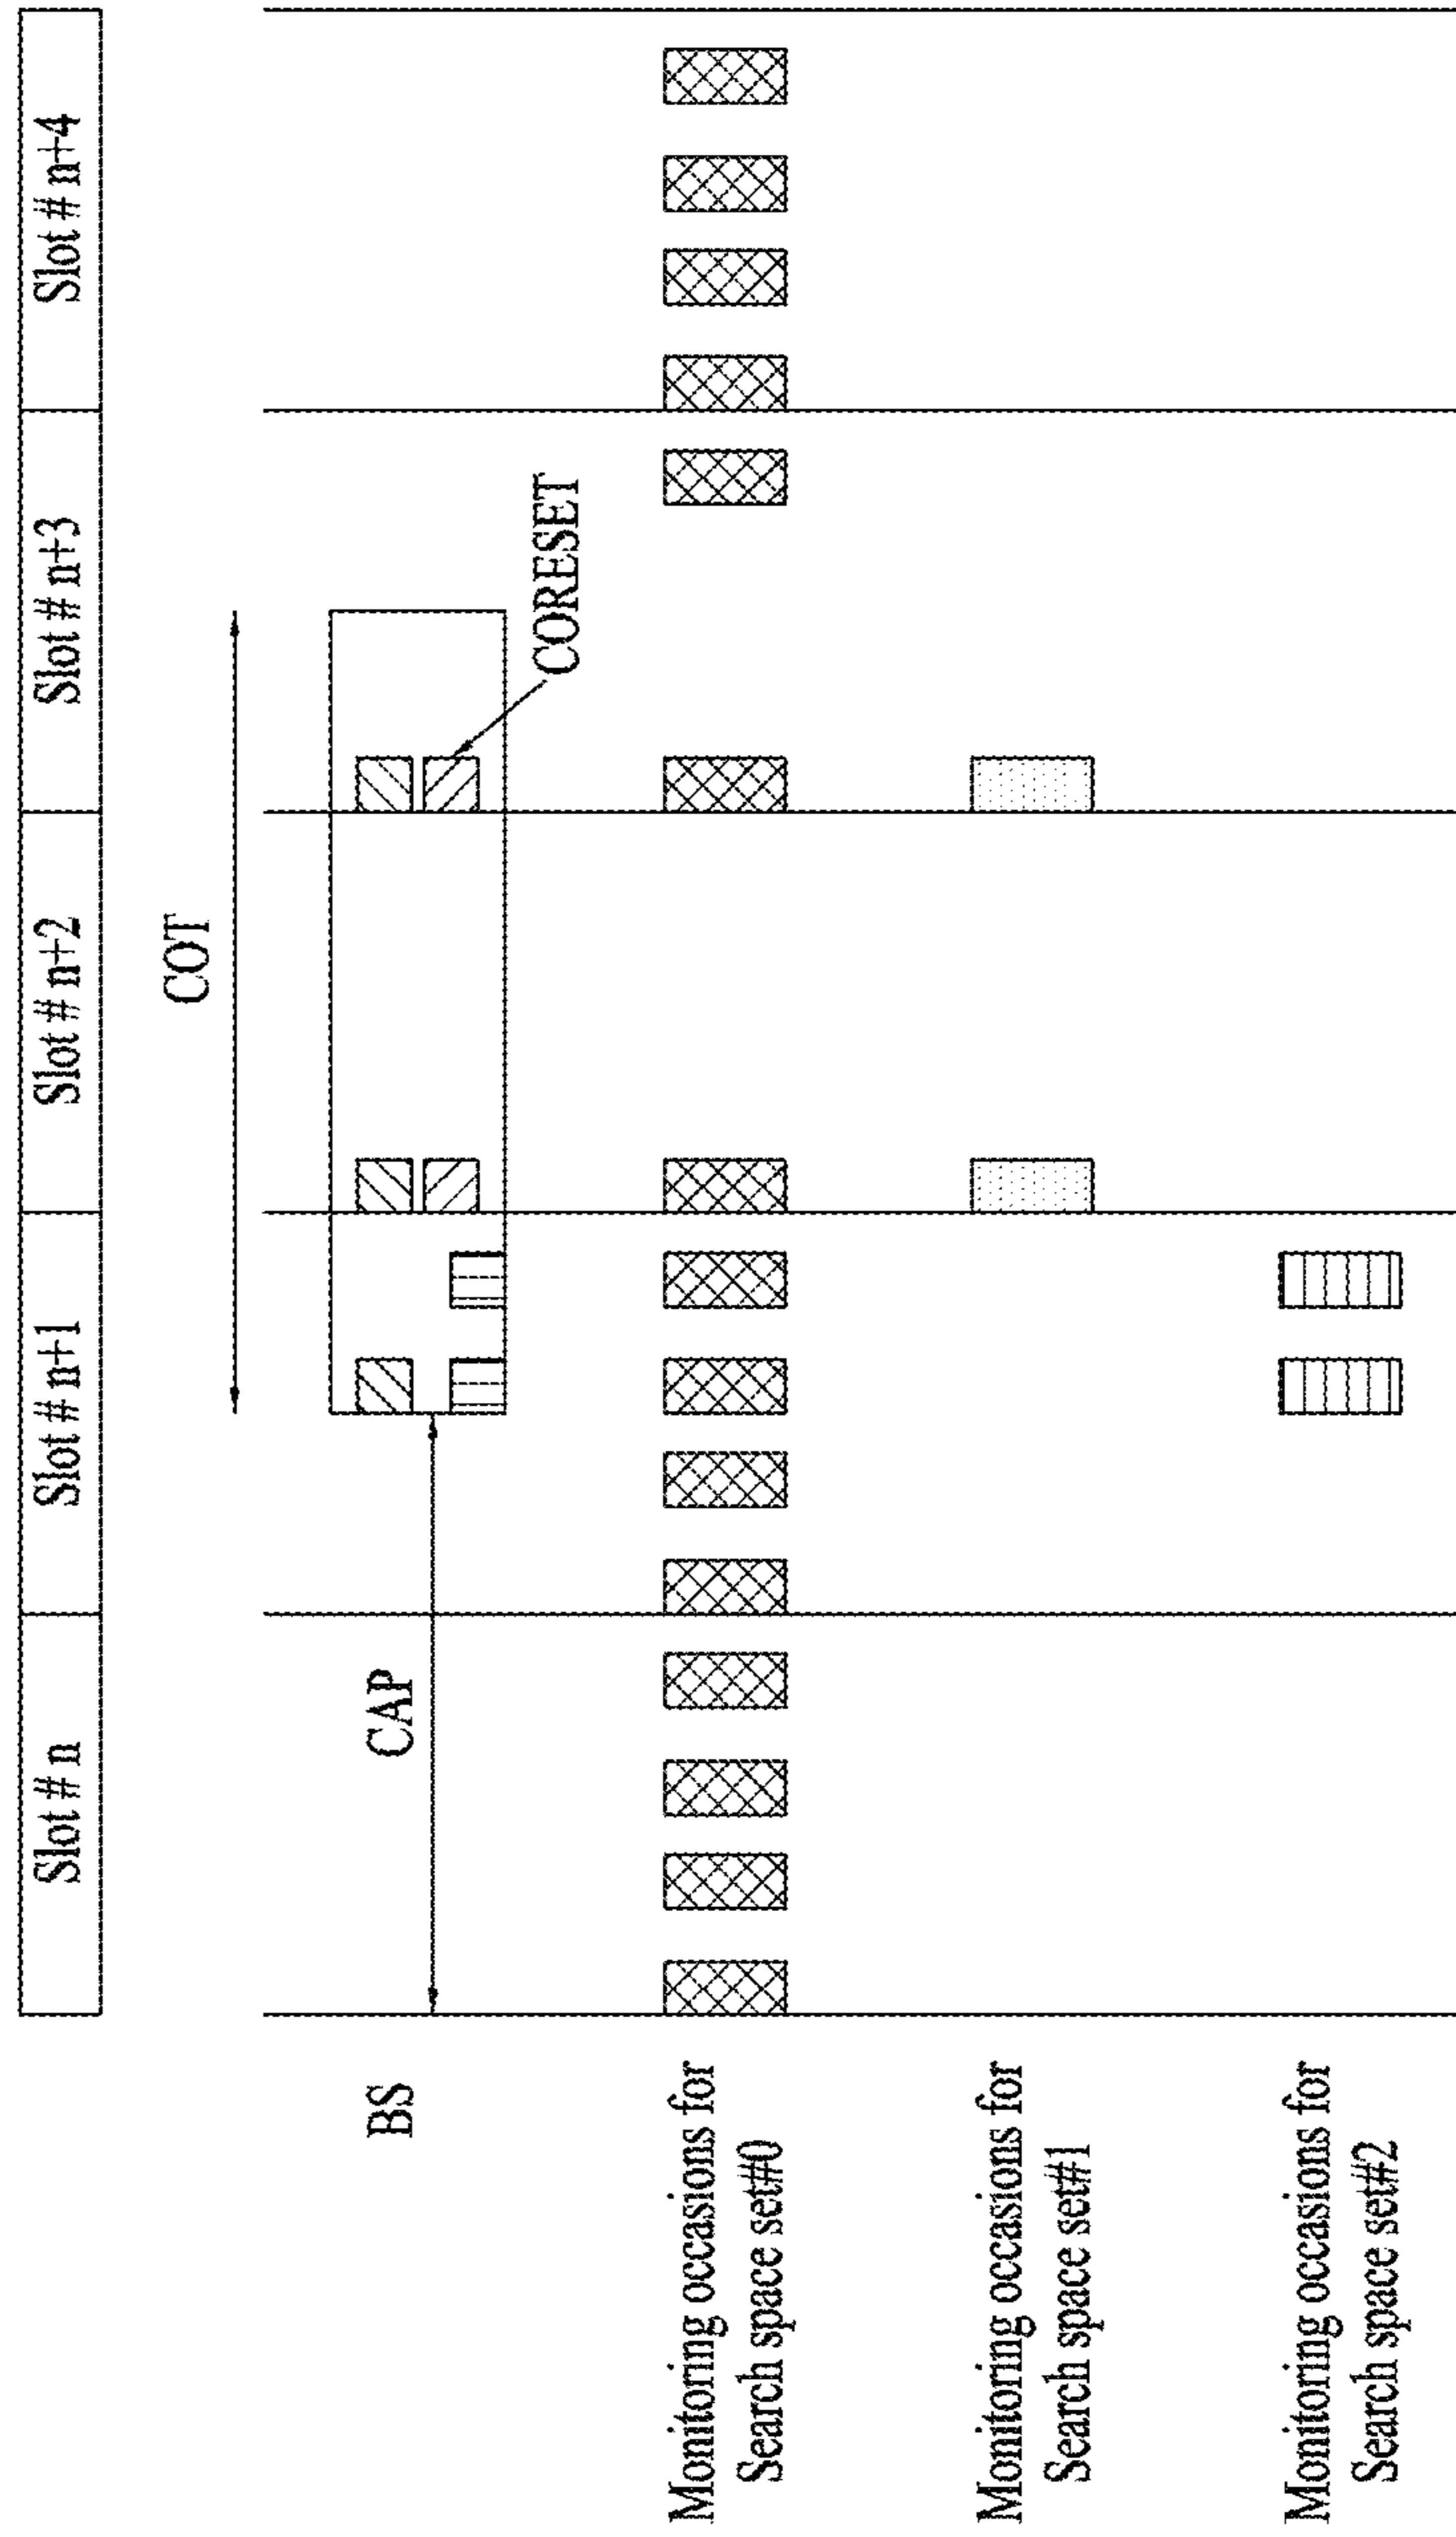 Slot # n
Slot # n+1
Slot # n+2
Slot # n+3
Slot # n+4
COT
BS
CAP
CORESET
Monitoring occasions for
Search space set#0
Monitoring occasions for
Search space set#1
Monitoring occasions for
Search space set#2